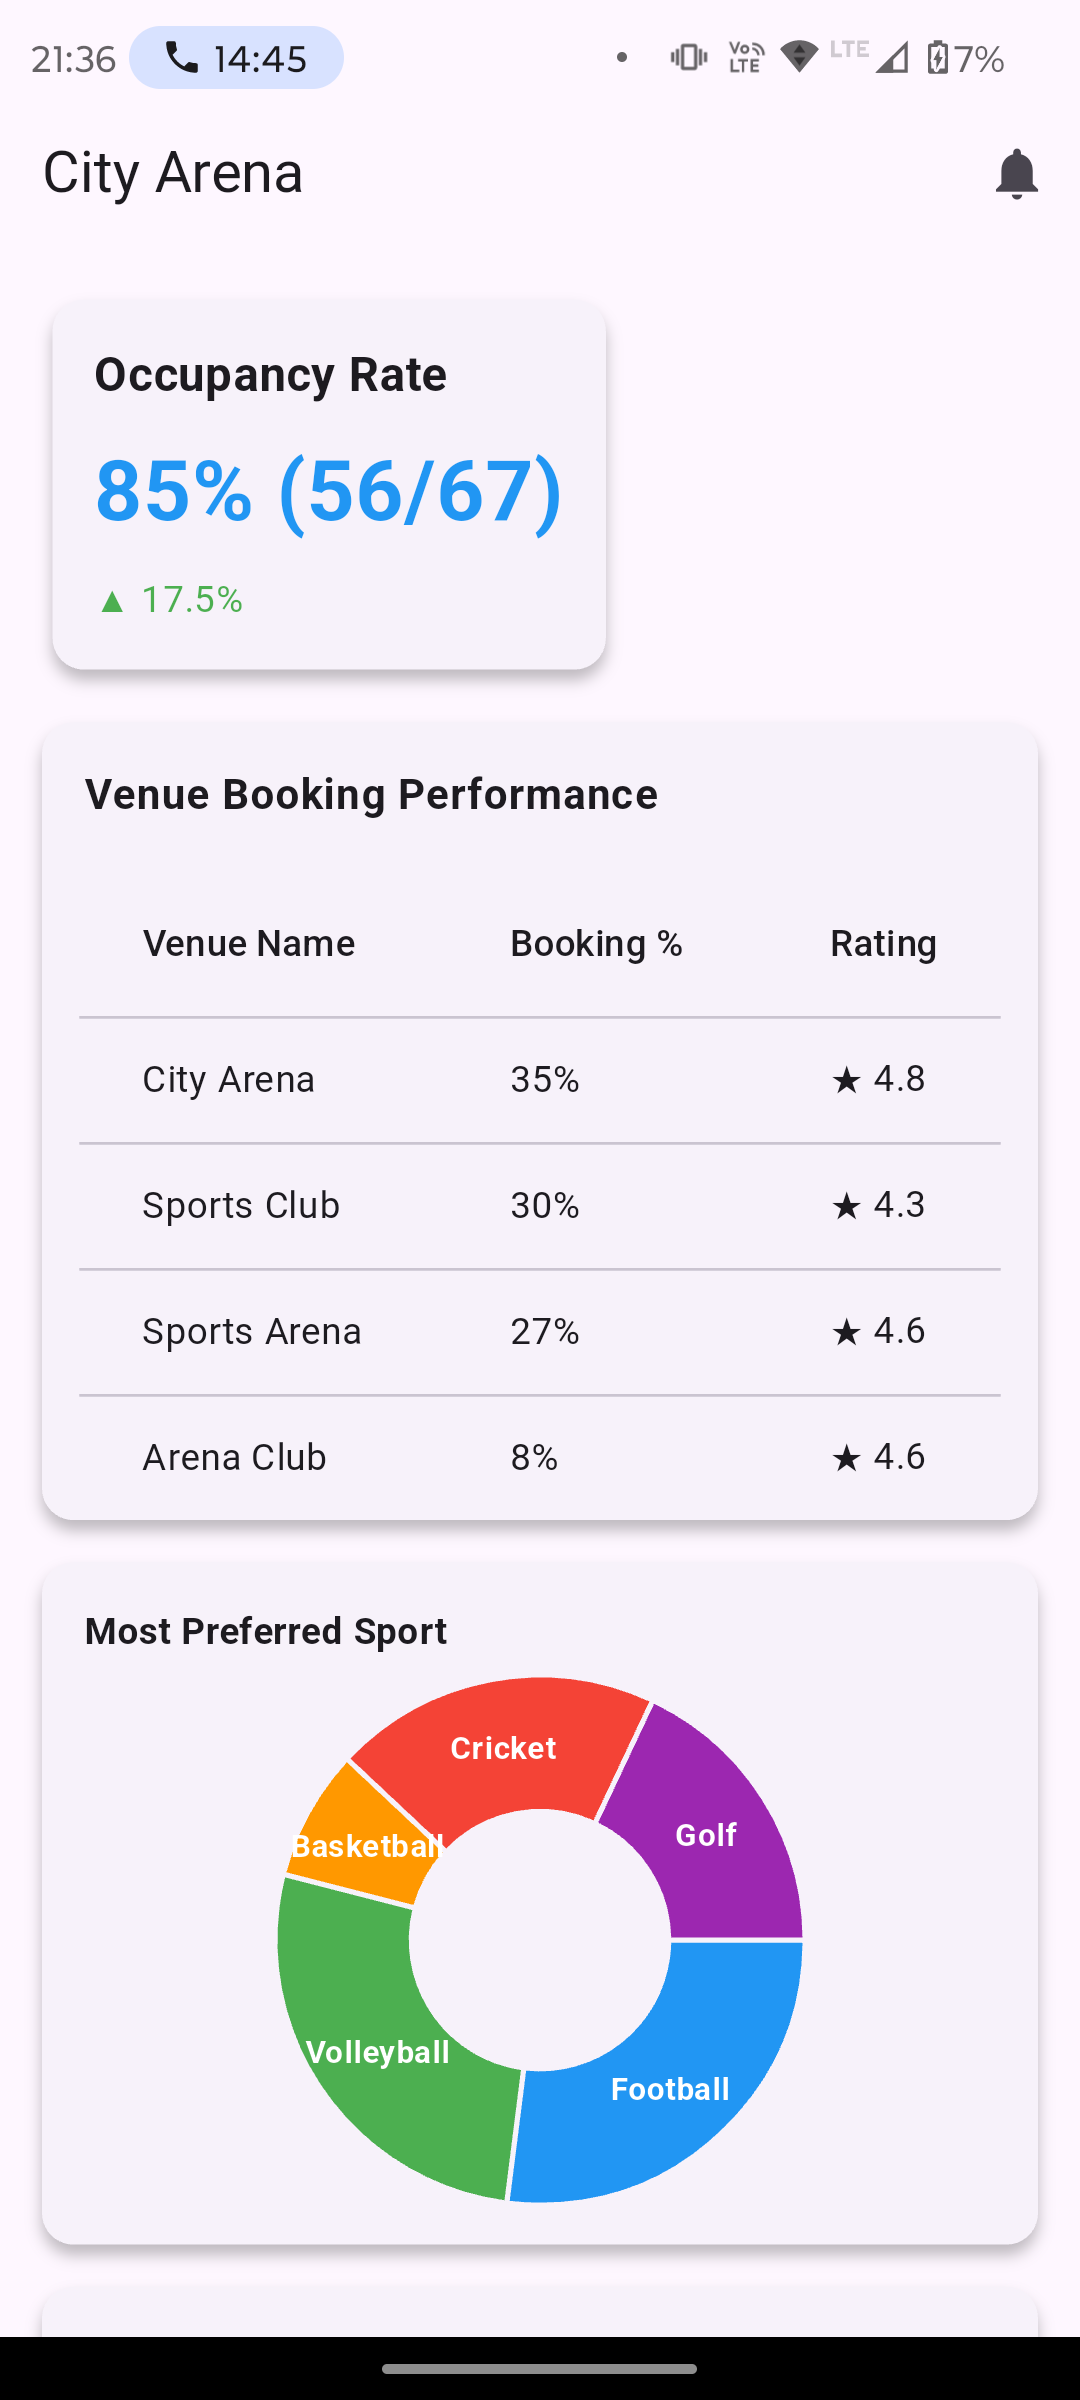 21:36 14:45 VoLTE LTE 7%
City Arena
Occupancy Rate
85% (56/67)
▲ 17.5%
Venue Booking Performance
Venue Name Booking % Rating
City Arena 35% ★ 4.8
Sports Club 30% ★ 4.3
Sports Arena 27% ★ 4.6
Arena Club 8% ★ 4.6
Most Preferred Sport
Cricket
Golf
Basketball
Volleyball
Football